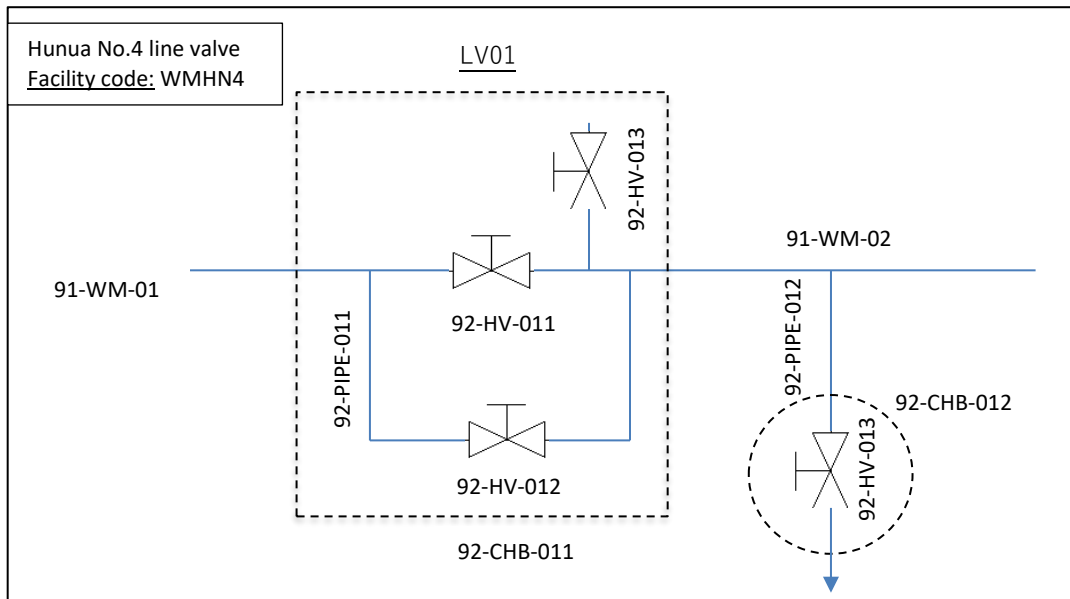 Hunua No.4 line valve
Facility code: WMHN4
LV01
92-HV-013
91-WM-02
91-WM-01
92-HV-011
92-PIPE-011
92-PIPE-012
92-CHB-012
92-HV-012
92-HV-013
92-CHB-011